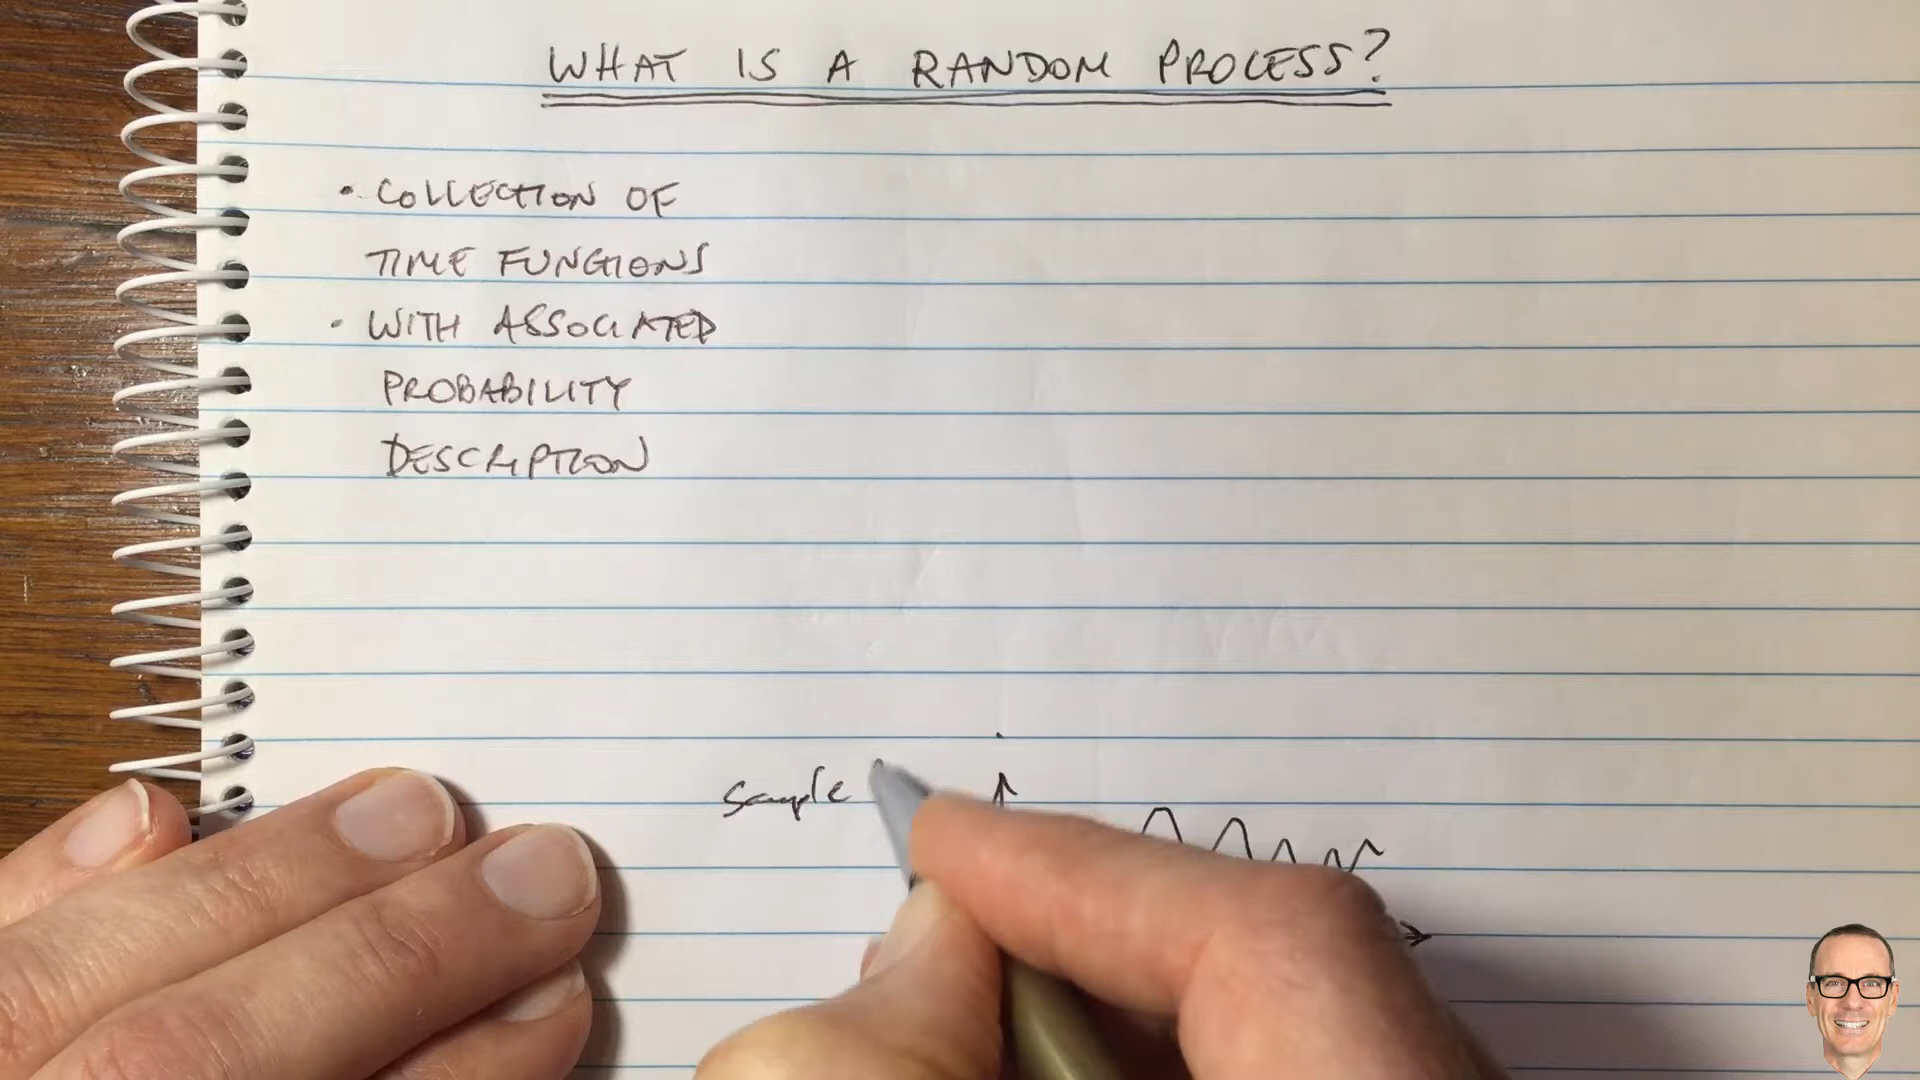 WHAT IS A RANDOM PROCESS?
• COLLECTION OF
TIME FUNCTIONS
• WITH ASSOCIATED
PROBABILITY
DESCRIPTION
Sample